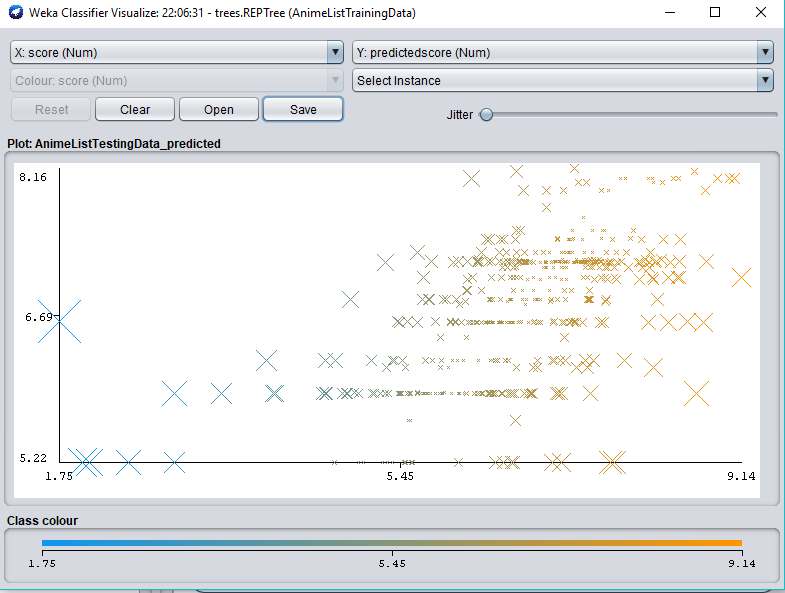 Weka Classifier Visualize: 22:06:31 - trees.REPTree (AnimeListTrainingData)
X: score (Num) Y: predictedscore (Num)
Colour: score (Num) Select Instance
Reset Clear Open Save Jitter
Plot: AnimeListTestingData_predicted
8.16
6.69
5.22
1.75 5.45 9.14
Class colour
1.75 5.45 9.14